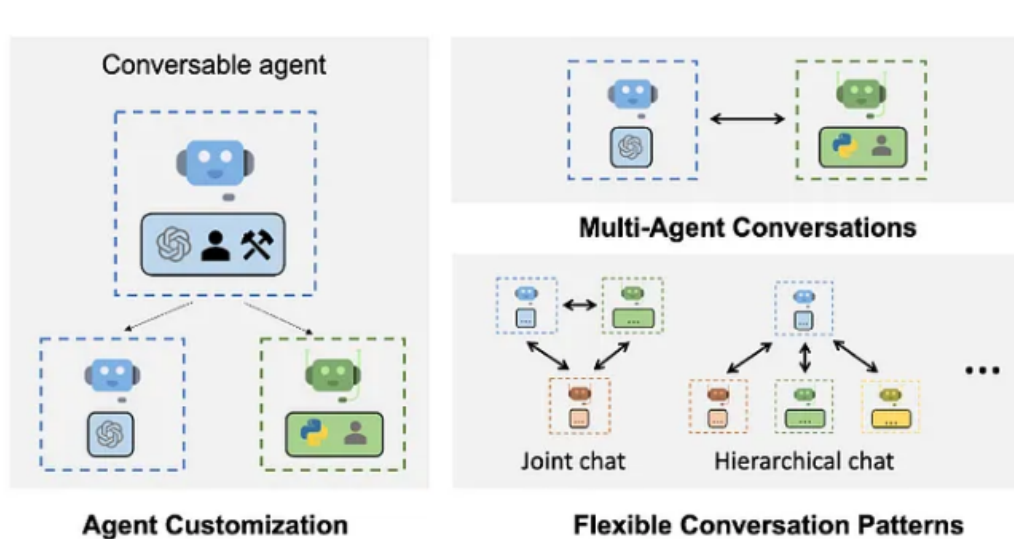 Conversable agent
Agent Customization
Multi-Agent Conversations
...
...
...
...
...
...
...
Joint chat
Hierarchical chat
...
Flexible Conversation Patterns